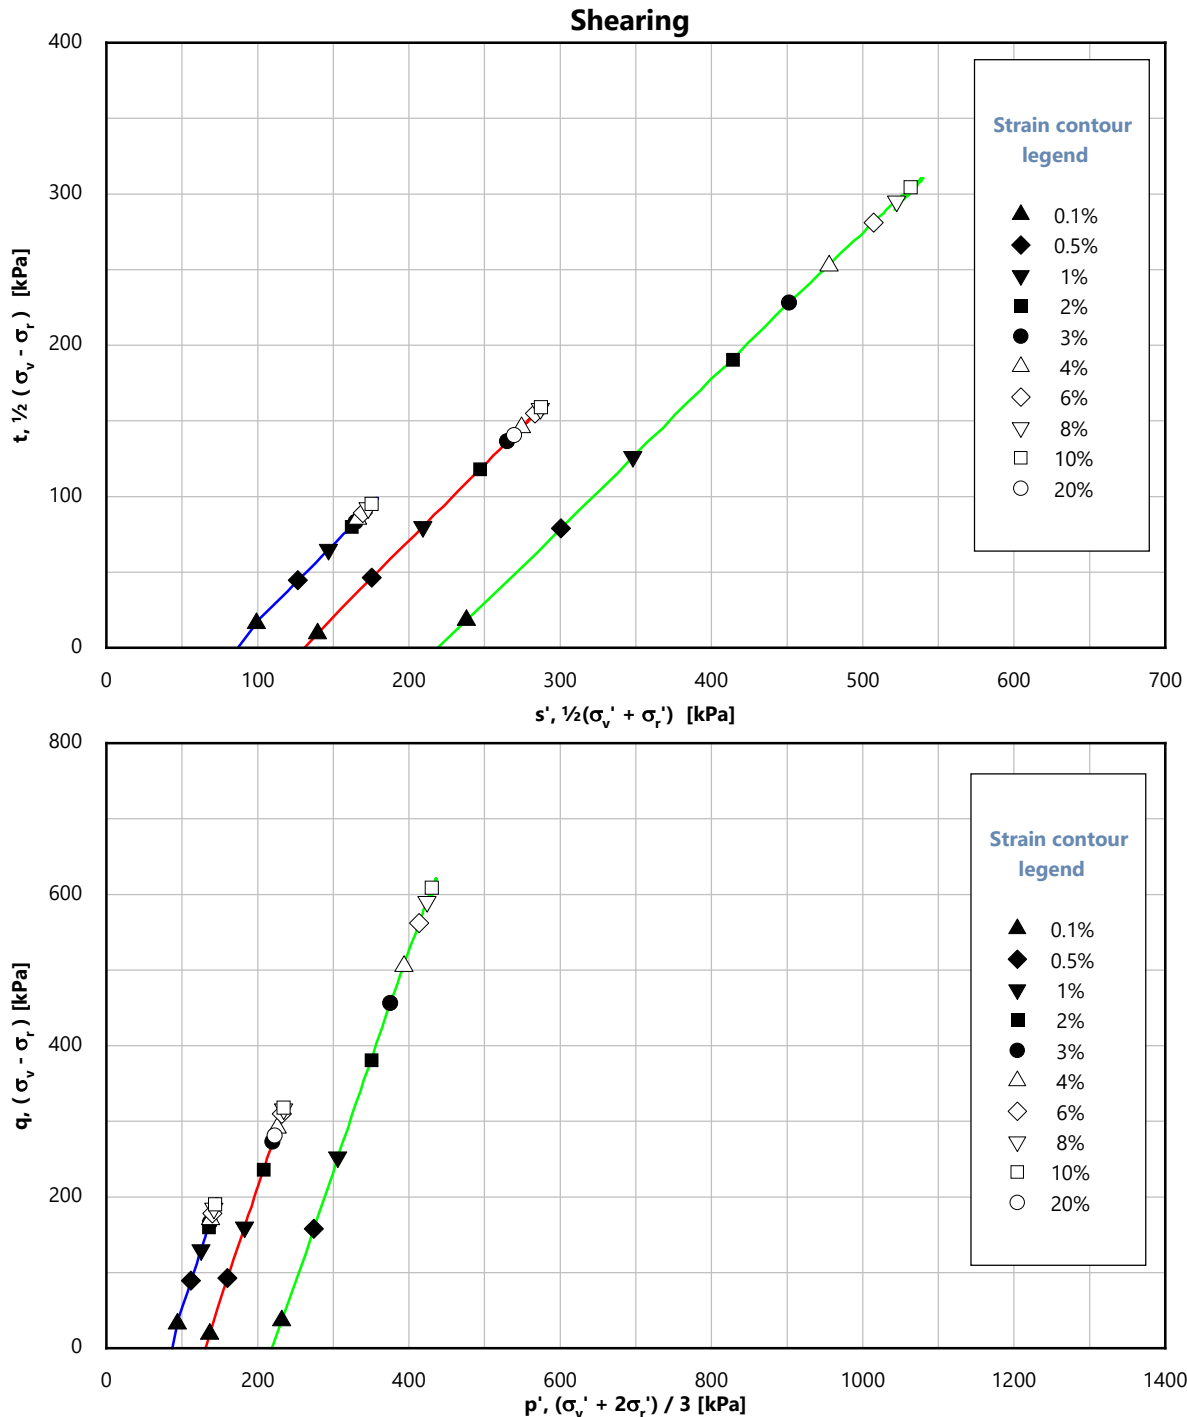 Shearing
400
300
200
100
0
t, ½ ( σv - σr ) [kPa]
Strain contour
legend
0.1%
0.5%
1%
2%
3%
4%
6%
8%
10%
20%
0 100 200 300 400 500 600 700
s', ½(σv' + σr') [kPa]
800
600
400
200
0
q, ( σv - σr ) [kPa]
Strain contour
legend
0.1%
0.5%
1%
2%
3%
4%
6%
8%
10%
20%
0 200 400 600 800 1000 1200 1400
p', (σv' + 2σr') / 3 [kPa]